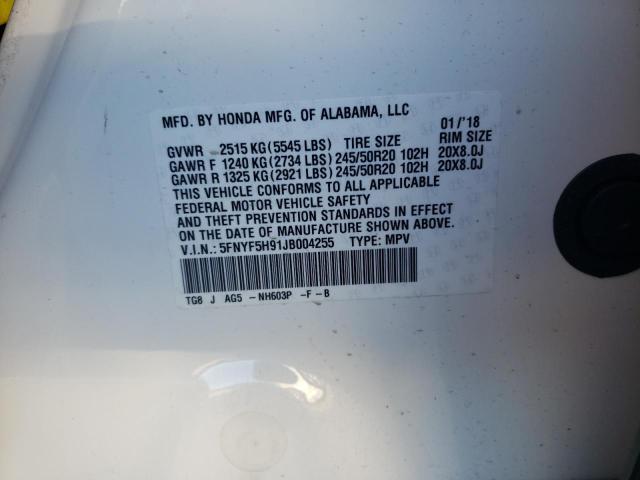 MFD. BY HONDA MFG. OF ALABAMA, LLC 01/'18
GVWR 2515 KG(5545 LBS) TIRE SIZE RIM SIZE
GAWR F 1240 KG(2734 LBS) 245/50R20 102H 20X8.0J
GAWR R 1325 KG(2921 LBS) 245/50R20 102H 20X8.0J
THIS VEHICLE CONFORMS TO ALL APPLICABLE
FEDERAL MOTOR VEHICLE SAFETY
AND THEFT PREVENTION STANDARDS IN EFFECT
ON THE DATE OF MANUFACTURE SHOWN ABOVE.
V.I.N.: 5FNYF5H91JB004255 TYPE: MPV
TG8 J AG5 -NH603P -F-B